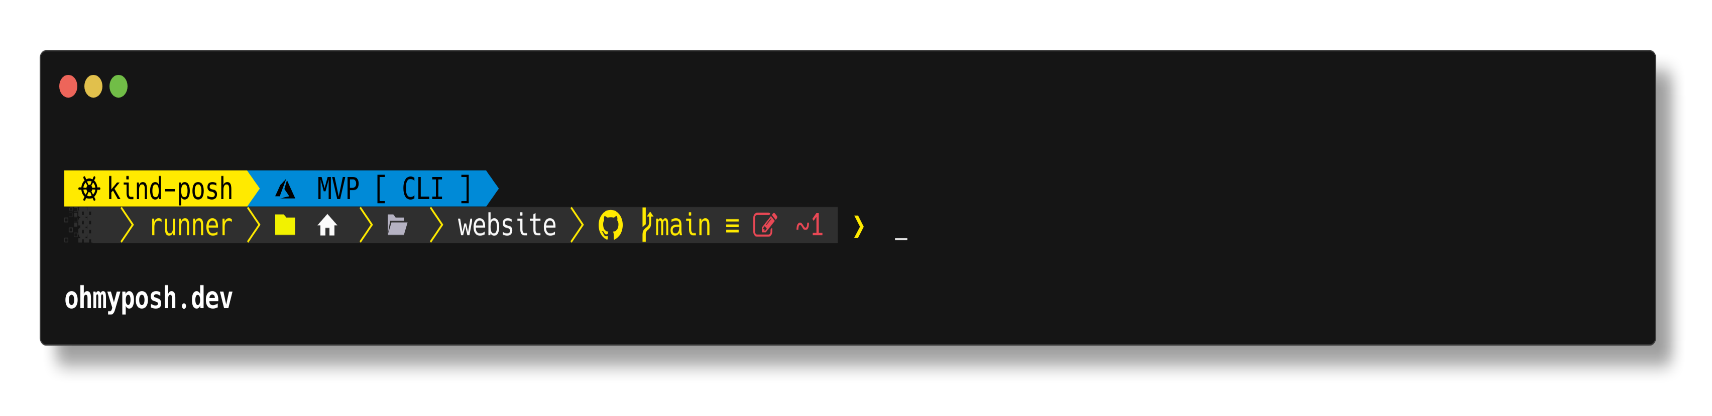 kind-posh MVP [ CLI ]
runner website main ≡ ~1 ❯ _
ohmyposh.dev